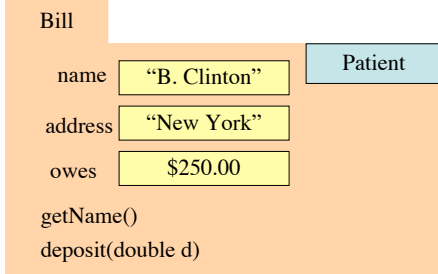 Bill
Patient
name “B. Clinton”
address “New York”
owes $250.00
getName()
deposit(double d)